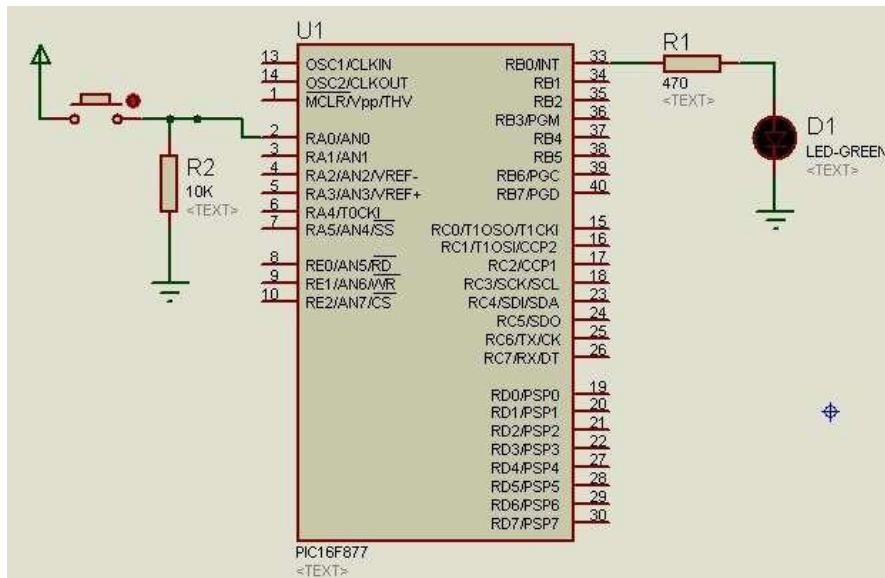 U1
13 OSC1/CLKIN
14 OSC2/CLKOUT
1 MCLR/Vpp/THV
2 RA0/AN0
3 RA1/AN1
4 RA2/AN2/VREF-
5 RA3/AN3/VREF+
6 RA4/T0CKI
7 RA5/AN4/SS
8 RE0/AN5/RD
9 RE1/AN6/WR
10 RE2/AN7/CS
RB0/INT 33
RB1 34
RB2 35
RB3/PGM 36
RB4 37
RB5 38
RB6/PGC 39
RB7/PGD 40
RC0/T1OSO/T1CKI 15
RC1/T1OSI/CCP2 16
RC2/CCP1 17
RC3/SCK/SCL 18
RC4/SDI/SDA 23
RC5/SDO 24
RC6/TX/CK 25
RC7/RX/DT 26
RD0/PSP0 19
RD1/PSP1 20
RD2/PSP2 21
RD3/PSP3 22
RD4/PSP4 27
RD5/PSP5 28
RD6/PSP6 29
RD7/PSP7 30
PIC16F877
<TEXT>
R2
10K
<TEXT>
R1
470
<TEXT>
D1
LED-GREEN
<TEXT>